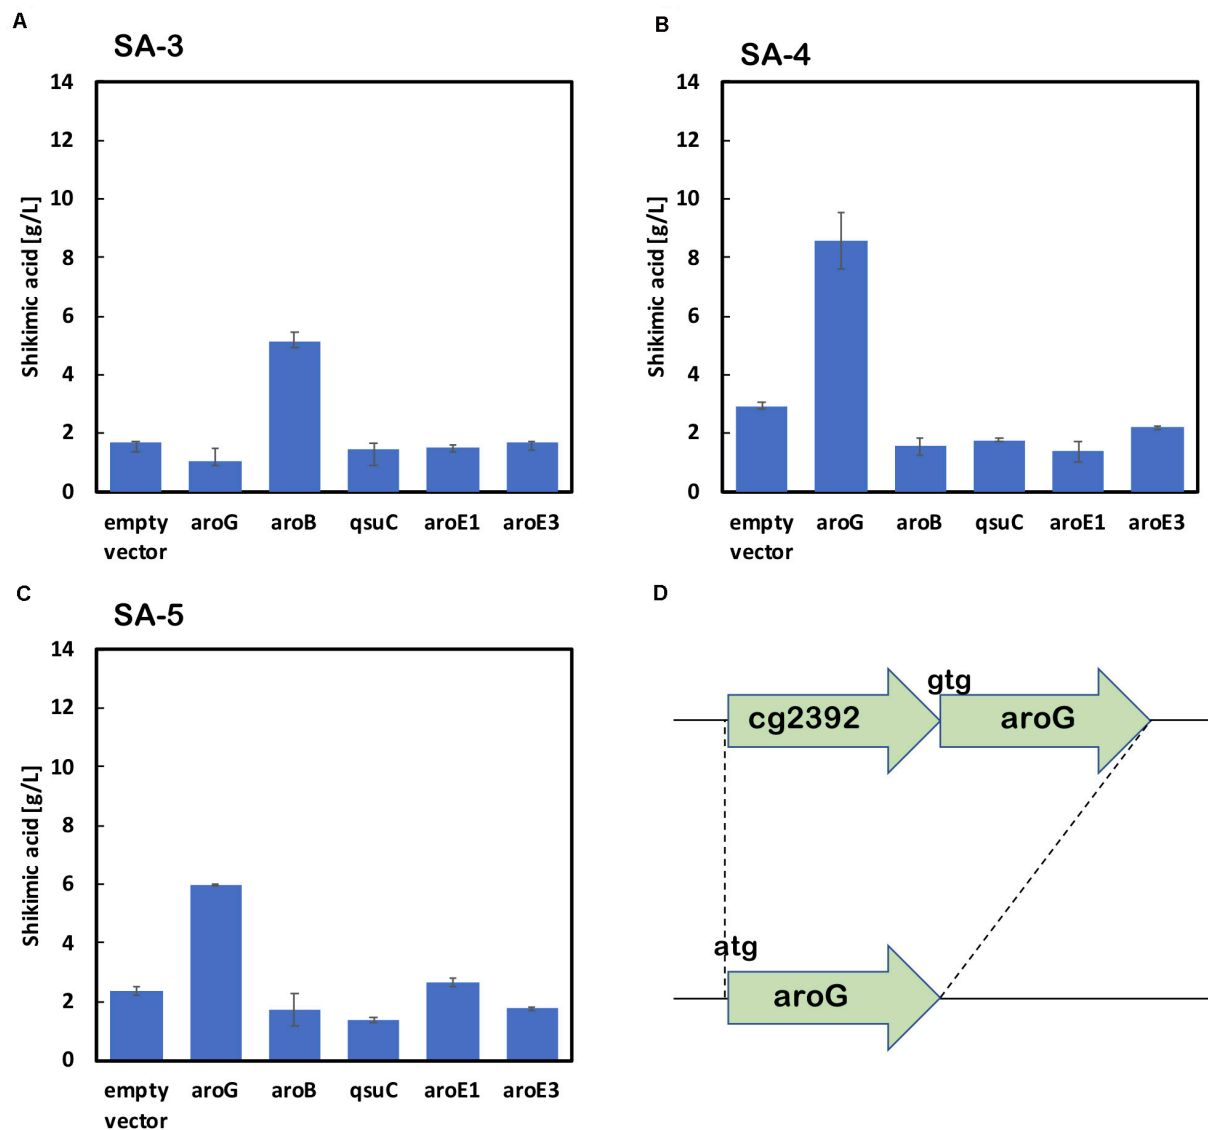 A
SA-3
14
12
10
8
6
4
2
0
Shikimic acid [g/L]
empty vector
aroG
aroB
qsuC
aroE1
aroE3
B
SA-4
14
12
10
8
6
4
2
0
Shikimic acid [g/L]
empty vector
aroG
aroB
qsuC
aroE1
aroE3
C
SA-5
14
12
10
8
6
4
2
0
Shikimic acid [g/L]
empty vector
aroG
aroB
qsuC
aroE1
aroE3
D
gtg
cg2392
aroG
atg
aroG